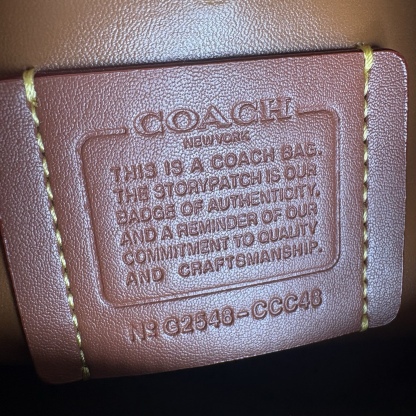 COACH
NEW YORK
THIS IS A COACH BAG.
THE STORYPATCH IS OUR
BADGE OF AUTHENTICITY.
AND A REMINDER OF OUR
COMMITMENT TO QUALITY
AND CRAFTSMANSHIP.
Nº G2548-CCC48